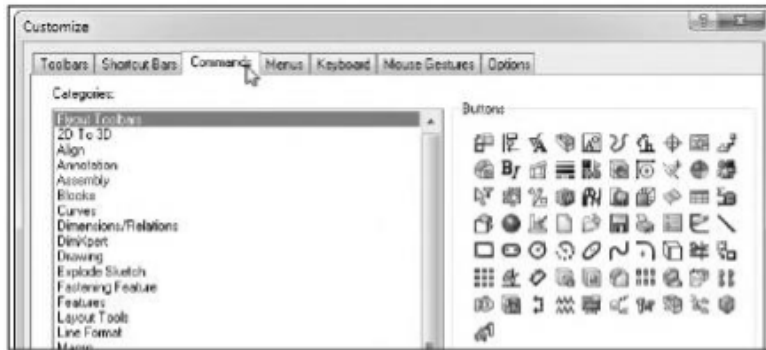 Customize
Toolbars Shortcut Bars Commands Menus Keyboard Mouse Gestures Options
Categories:
Buttons
Flyout Toolbars
2D To 3D
Align
Annotation
Assembly
Blocks
Curves
Dimensions/Relations
DimXpert
Drawing
Explode Sketch
Fastening Feature
Features
Layout Tools
Line Format
Macro